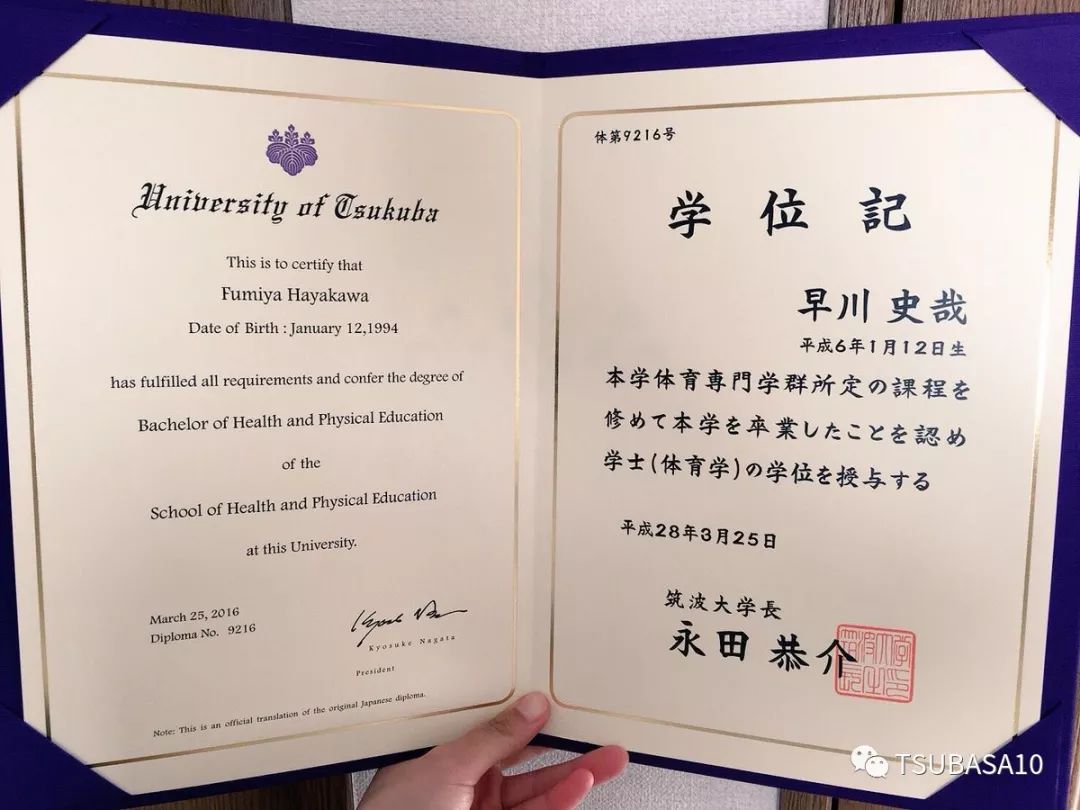 University of Tsukuba
This is to certify that
Fumiya Hayakawa
Date of Birth : January 12,1994
has fulfilled all requirements and confer the degree of
Bachelor of Health and Physical Education
of the
School of Health and Physical Education
at this University.
March 25, 2016
Diploma No. 9216
Kyosuke Nagata
President
Note: This is an official translation of the original Japanese diploma.
体第9216号
学位記
早川 史哉
平成6年1月12日生
本学体育専門学群所定の課程を
修めて本学を卒業したことを認め
学士(体育学)の学位を授与する
平成28年3月25日
筑波大学長
永田 恭介
TSUBASA10